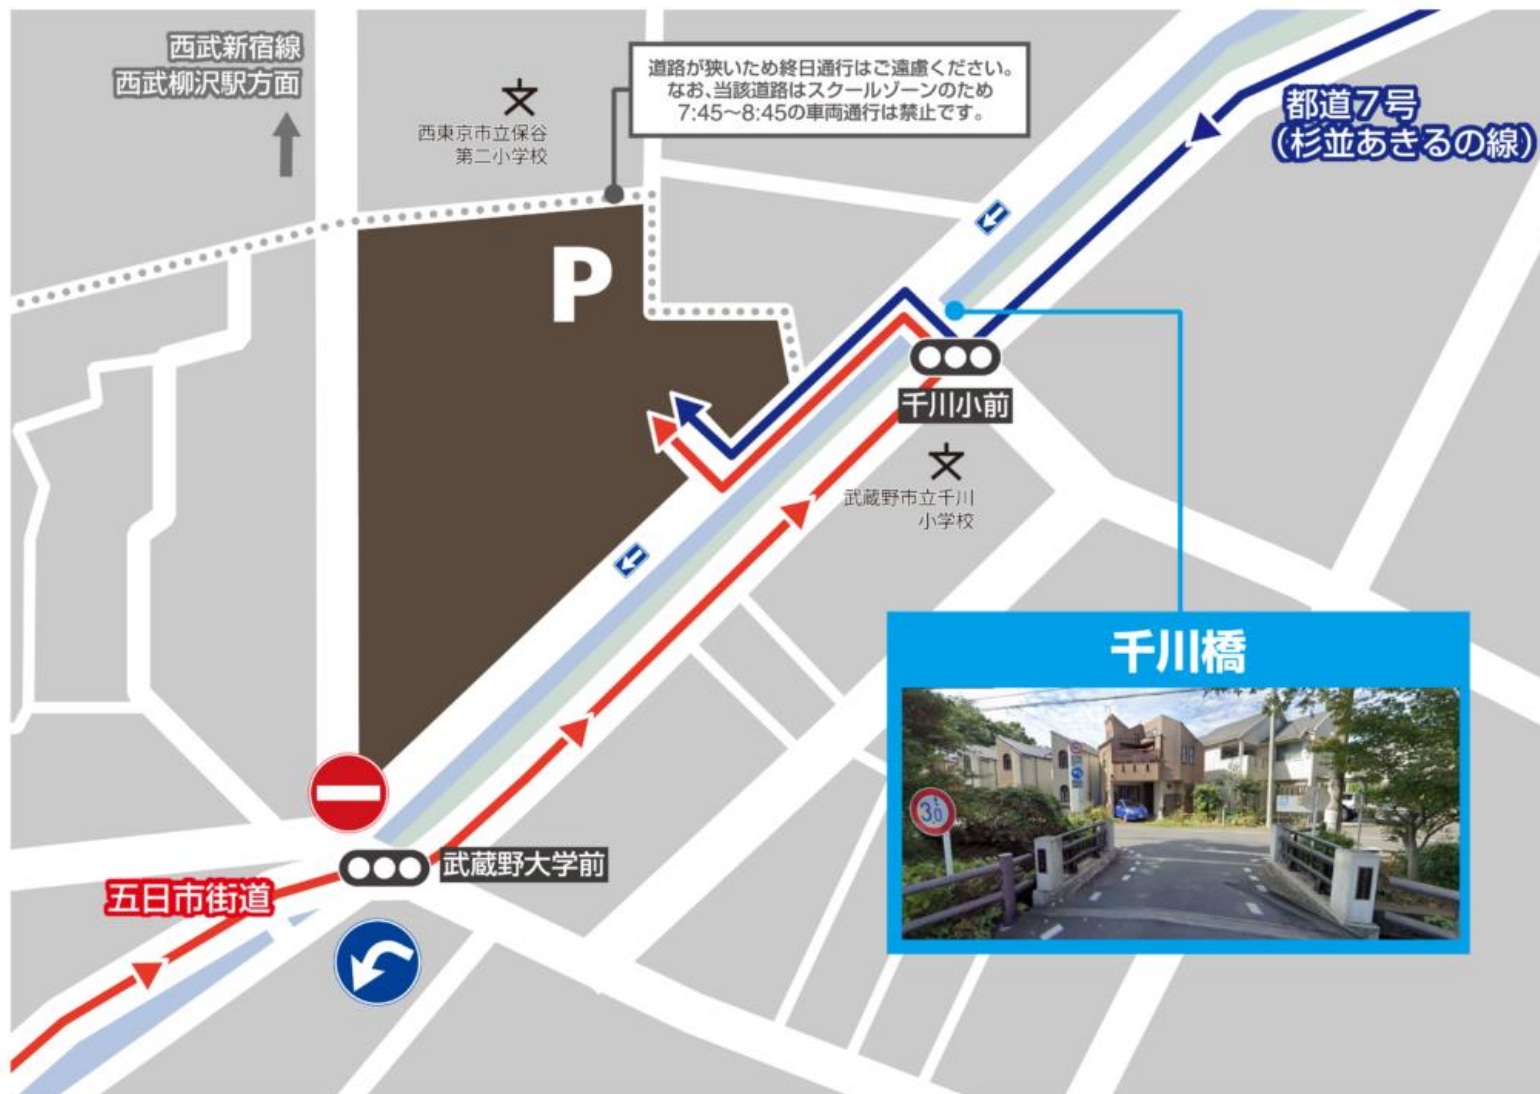 西武新宿線
西武柳沢駅方面
西東京市立保谷
第二小学校
道路が狭いため終日通行はご遠慮ください。
なお、当該道路はスクールゾーンのため
7:45～8:45の車両通行は禁止です。
都道7号
（杉並あきるの線）
P
千川小前
武蔵野市立千川
小学校
千川橋
3.0t
武蔵野大学前
五日市街道